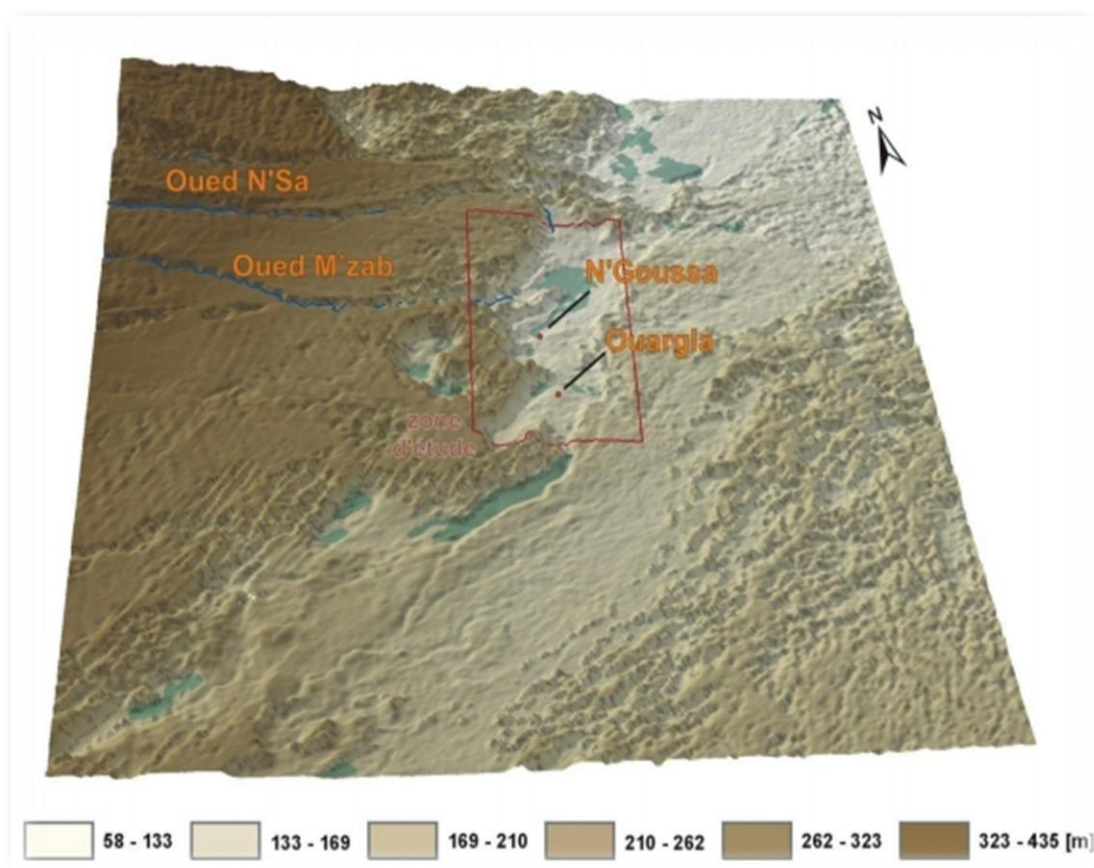 N
Oued N'Sa
Oued M'zab
N'Goussa
Ouargla
zone
d'étude
58 - 133
133 - 169
169 - 210
210 - 262
262 - 323
323 - 435 [m]